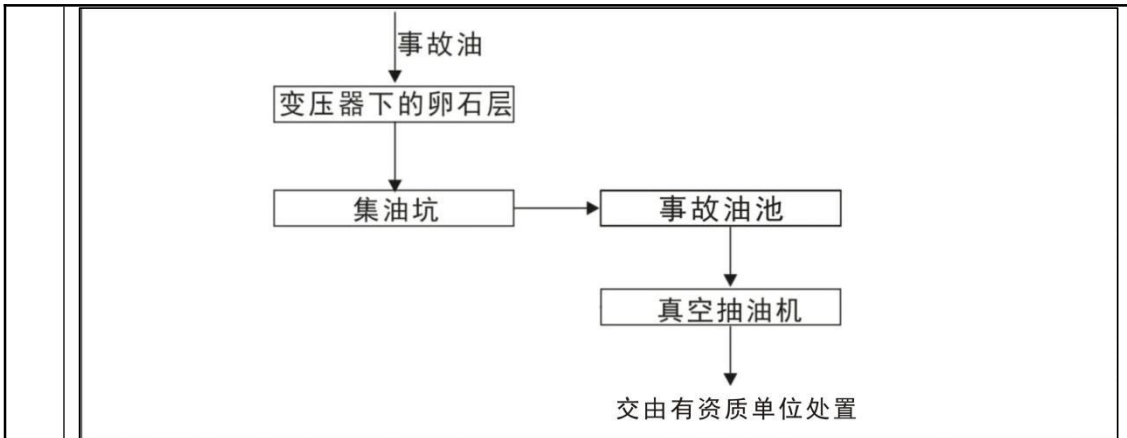 事故油
变压器下的卵石层
集油坑
事故油池
真空抽油机
交由有资质单位处置